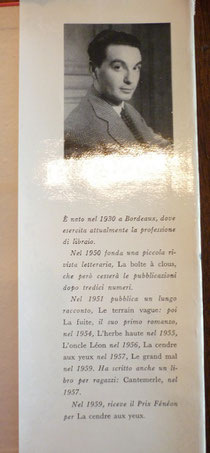 È noto nel 1930 a Bordeaux, dove
esercita attualmente la professione
di libraio.
Nel 1950 fonda una piccola ri-
vista letteraria, La boîte à clous,
che però cesserà le pubblicazioni
dopo tredici numeri.
Nel 1951 pubblica un lungo
racconto, Le terrain vague: poi
La fuite, il suo primo romanzo,
nel 1954, L'herbe haute nel 1955,
L'oncle Léon nel 1956, La cendre
aux yeux nel 1957, Le grand mal
nel 1959. Ha scritto anche un li-
bro per ragazzi: Cantemerle, nel
1957.
Nel 1959, riceve il Prix Fénéon
per La cendre aux yeux.